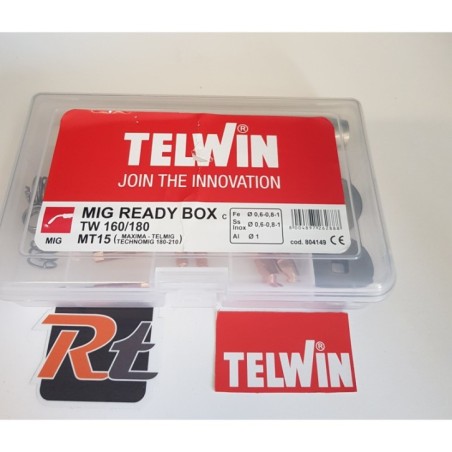 TELWIN®
JOIN THE INNOVATION
MIG
MIG READY BOX C
TW 160/180
MT15 (MAXIMA - TELMIG
TECHNOMIG 180-210)
Fe Ø 0,6-0,8-1
Ss
Inox Ø 0,6-0,8-1
Al Ø 1
cod. 804149
Rt
TELWIN®